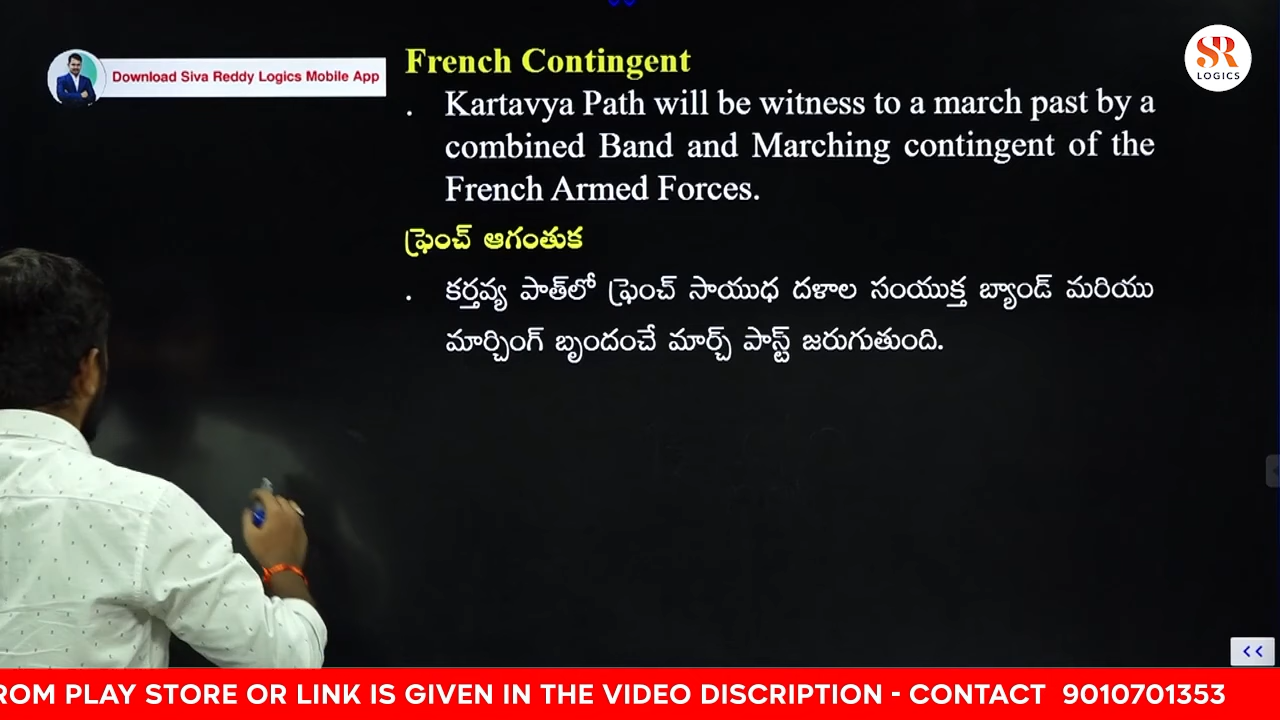 French Contingent
Download Siva Reddy Logics Mobile App
SR
LOGICS
. Kartavya Path will be witness to a march past by a
combined Band and Marching contingent of the
French Armed Forces.
ఫ్రెంచ్ ఆగంతుక
. కర్తవ్య పాత్‌లో ఫ్రెంచ్ సాయుధ దళాల సంయుక్త బ్యాండ్ మరియు
మార్చింగ్ బృందంచే మార్చ్ పాస్ట్ జరుగుతుంది.
<<
ROM PLAY STORE OR LINK IS GIVEN IN THE VIDEO DISCRIPTION - CONTACT 9010701353